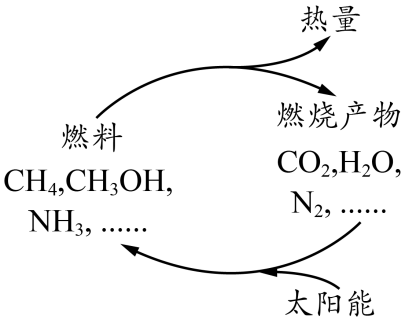 热量
燃烧产物
CO2,H2O,
N2, ......
燃料
CH4,CH3OH,
NH3, ......
太阳能